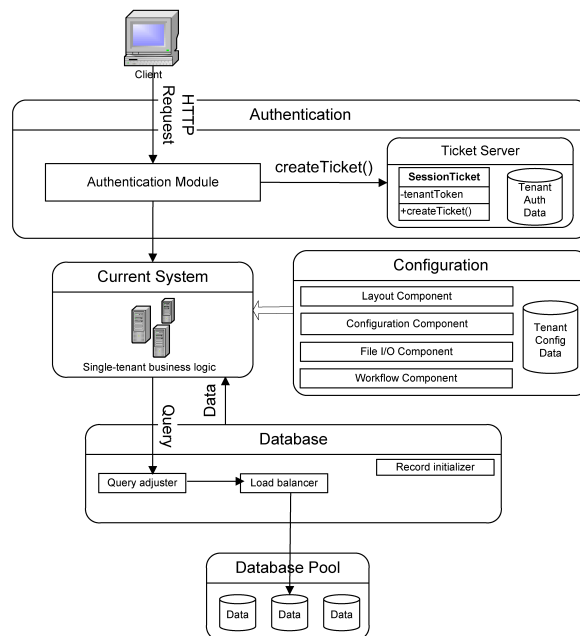 Client
HTTP
Request
Authentication
Authentication Module
createTicket()
Ticket Server
SessionTicket
-tenantToken
+createTicket()
Tenant
Auth
Data
Current System
Single-tenant business logic
Configuration
Layout Component
Configuration Component
File I/O Component
Workflow Component
Tenant
Config
Data
Query
Data
Database
Record initializer
Query adjuster
Load balancer
Database Pool
Data
Data
Data